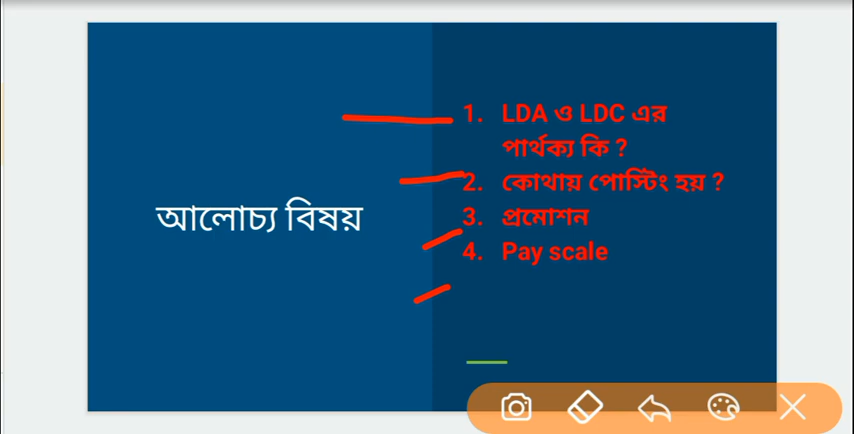 আলোচ্য বিষয়
1. LDA ও LDC এর
পার্থক্য কি ?
2. কোথায় পোস্টিং হয় ?
3. প্রমোশন
4. Pay scale